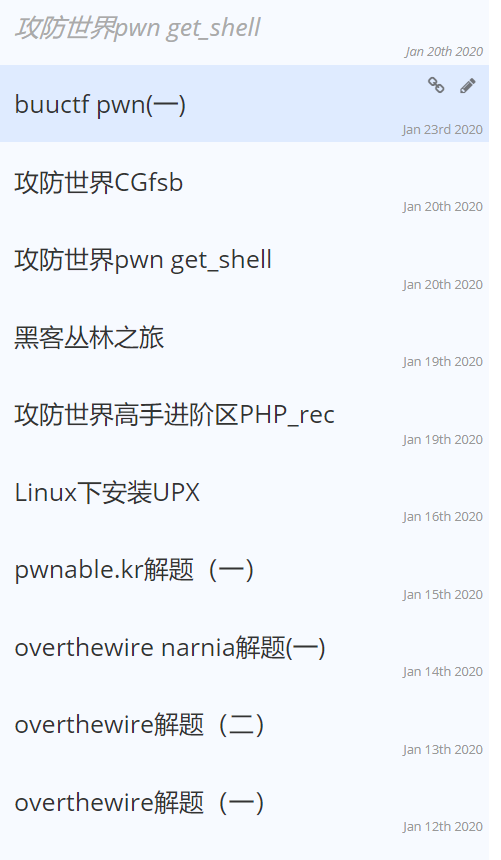 攻防世界pwn get_shell
Jan 20th 2020
buuctf pwn(一)
Jan 23rd 2020
攻防世界CGfsb
Jan 20th 2020
攻防世界pwn get_shell
Jan 20th 2020
黑客丛林之旅
Jan 19th 2020
攻防世界高手进阶区PHP_rec
Jan 19th 2020
Linux下安装UPX
Jan 16th 2020
pwnable.kr解题（一）
Jan 15th 2020
overthewire narnia解题(一)
Jan 14th 2020
overthewire解题（二）
Jan 13th 2020
overthewire解题（一）
Jan 12th 2020